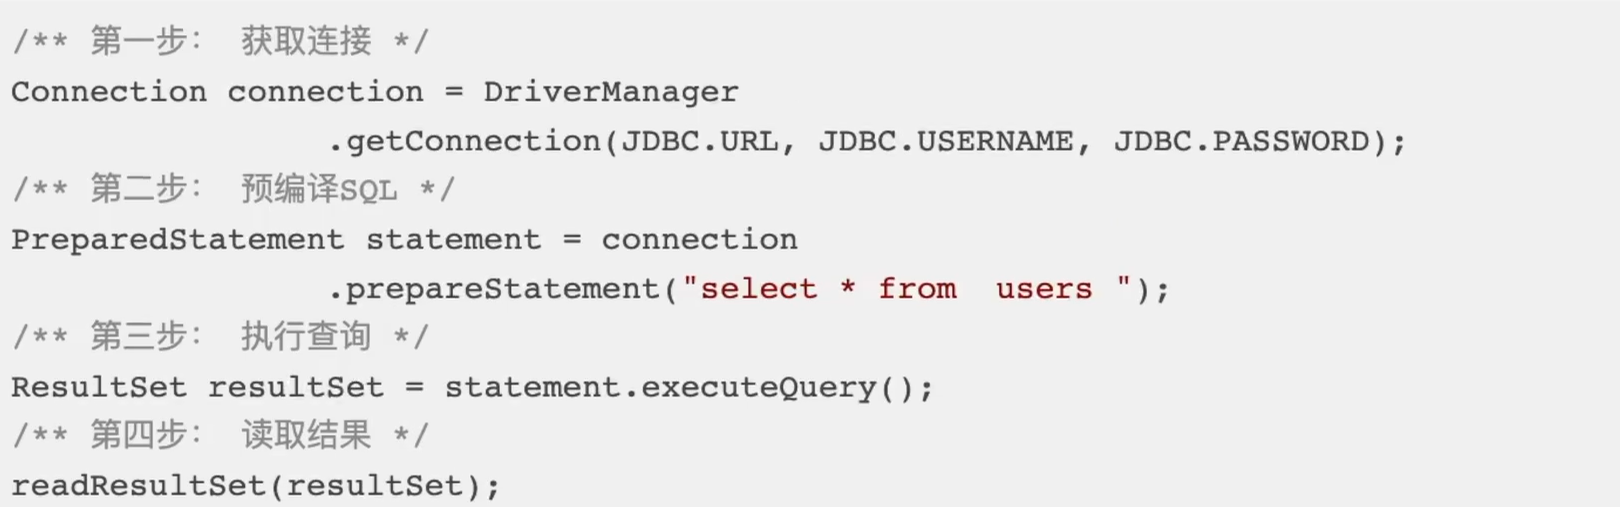 /** 第一步： 获取连接 */
Connection connection = DriverManager
                .getConnection(JDBC.URL, JDBC.USERNAME, JDBC.PASSWORD);
/** 第二步： 预编译SQL */
PreparedStatement statement = connection
                .prepareStatement("select * from  users ");
/** 第三步： 执行查询 */
ResultSet resultSet = statement.executeQuery();
/** 第四步： 读取结果 */
readResultSet(resultSet);